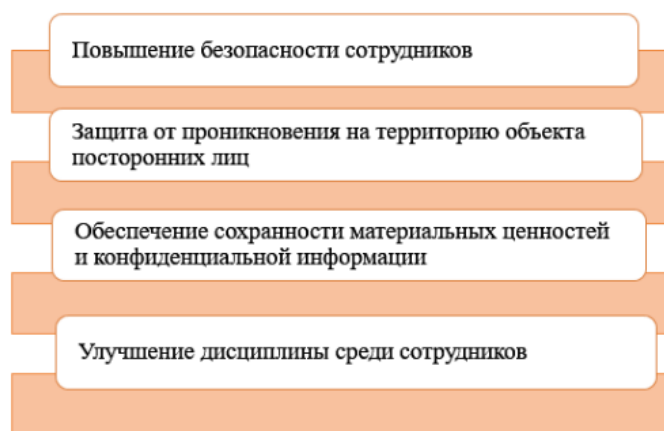 Повышение безопасности сотрудников
Защита от проникновения на территорию объекта
посторонних лиц
Обеспечение сохранности материальных ценностей
и конфиденциальной информации
Улучшение дисциплины среди сотрудников